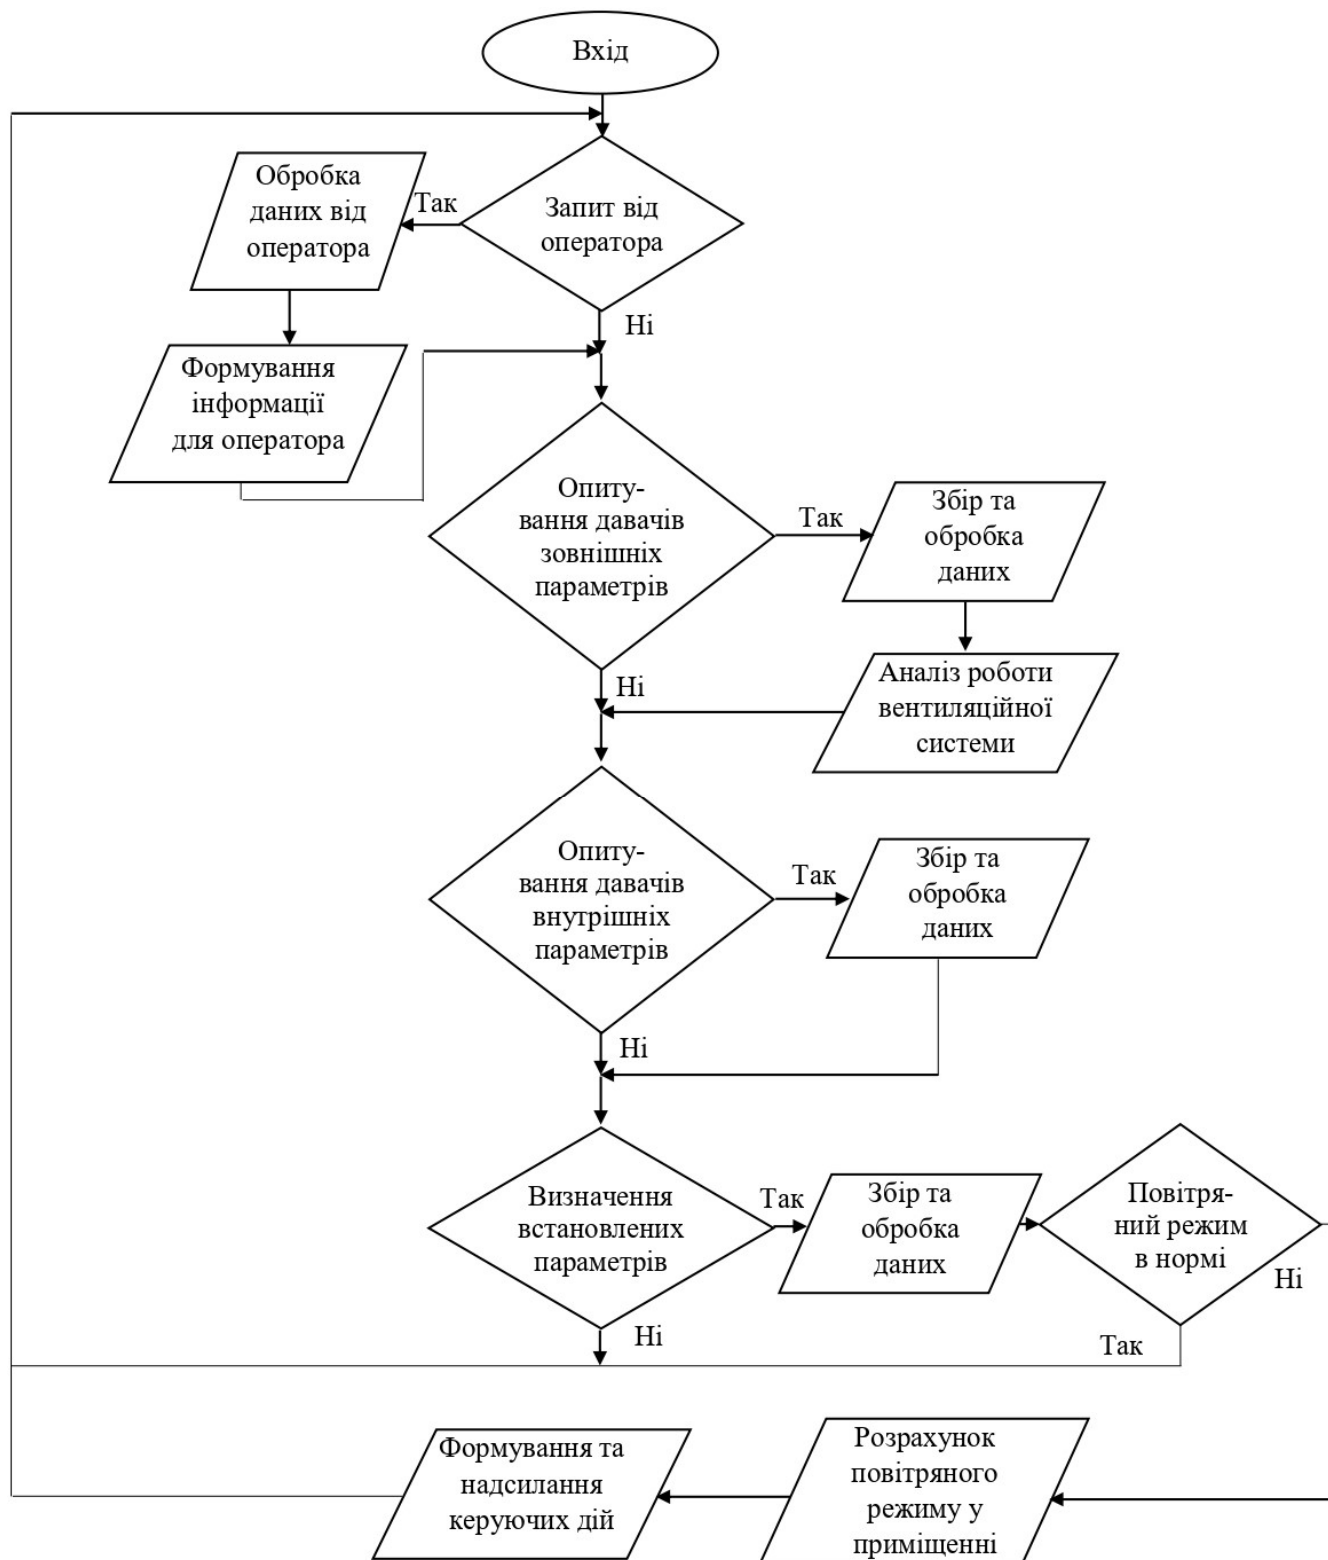 Вхід
Обробка
даних від
оператора
Так
Запит від
оператора
Ні
Формування
інформації
для оператора
Опиту-
вання давачів
зовнішніх
параметрів
Так
Збір та
обробка
даних
Ні
Аналіз роботи
вентиляційної
системи
Опиту-
вання давачів
внутрішніх
параметрів
Так
Збір та
обробка
даних
Ні
Визначення
встановлених
параметрів
Так
Збір та
обробка
даних
Повітря-
ний режим
в нормі
Ні
Ні
Так
Формування та
надсилання
керуючих дій
Розрахунок
повітряного
режиму у
приміщенні